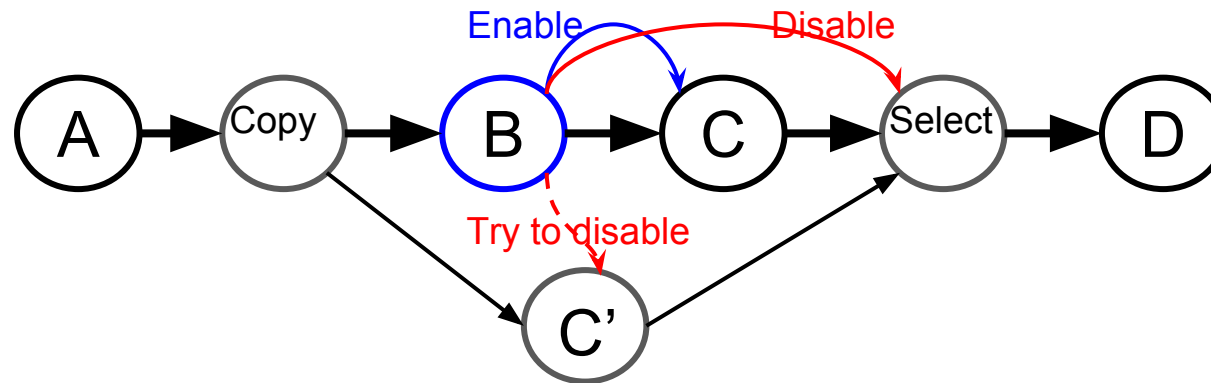 Enable
Disable
A
Copy
B
C
Select
D
Try to disable
C’